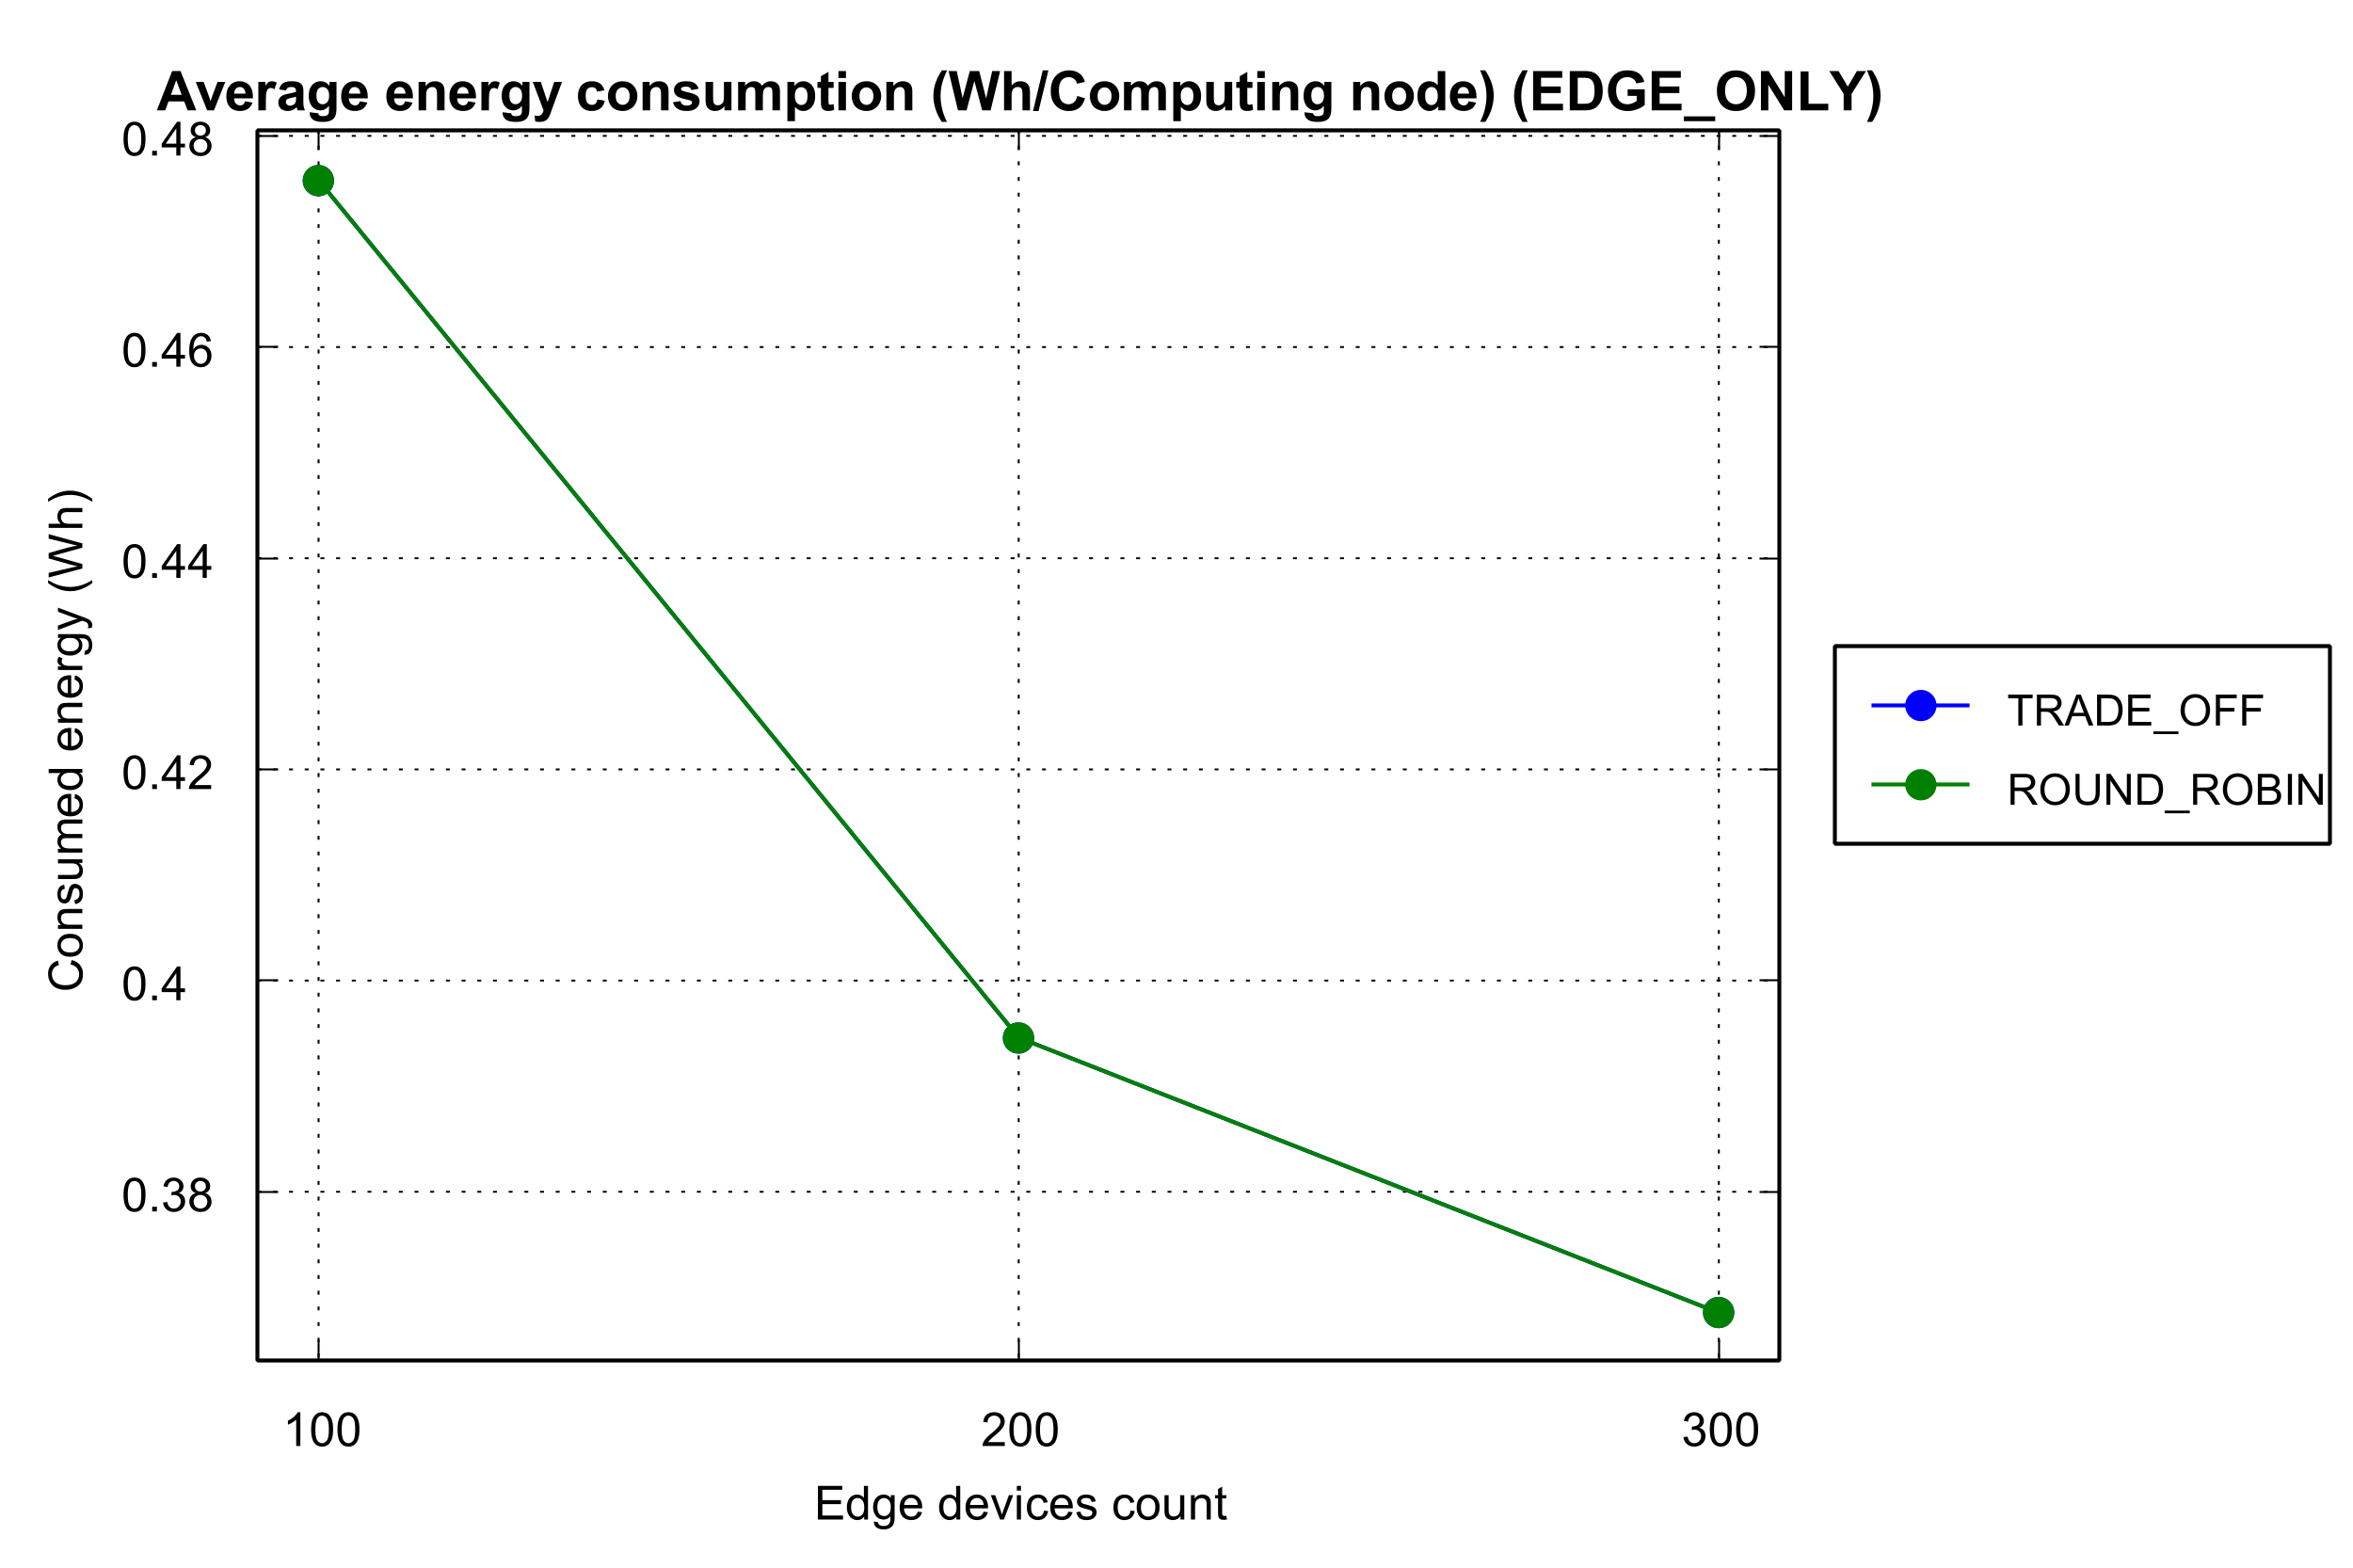 Average energy consumption (Wh/Computing node) (EDGE_ONLY)
0.48
0.46
0.44
0.42
0.4
0.38
Consumed energy (Wh)
100
200
300
Edge devices count
TRADE_OFF
ROUND_ROBIN